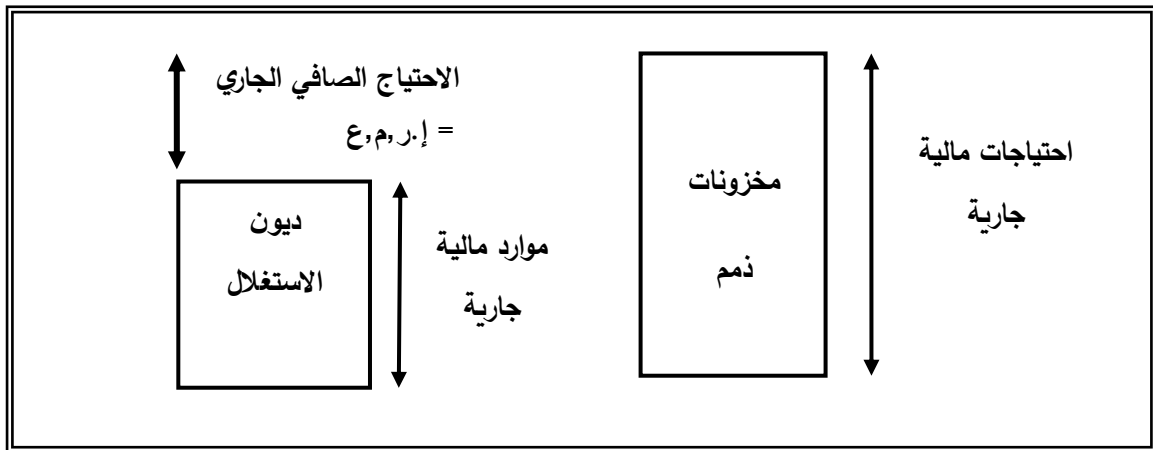 احتياجات مالية
جارية
مخزونات
ذمم
الاحتياج الصافي الجاري
= إ.ر,م,ع
موارد مالية
جارية
ديون
الاستغلال